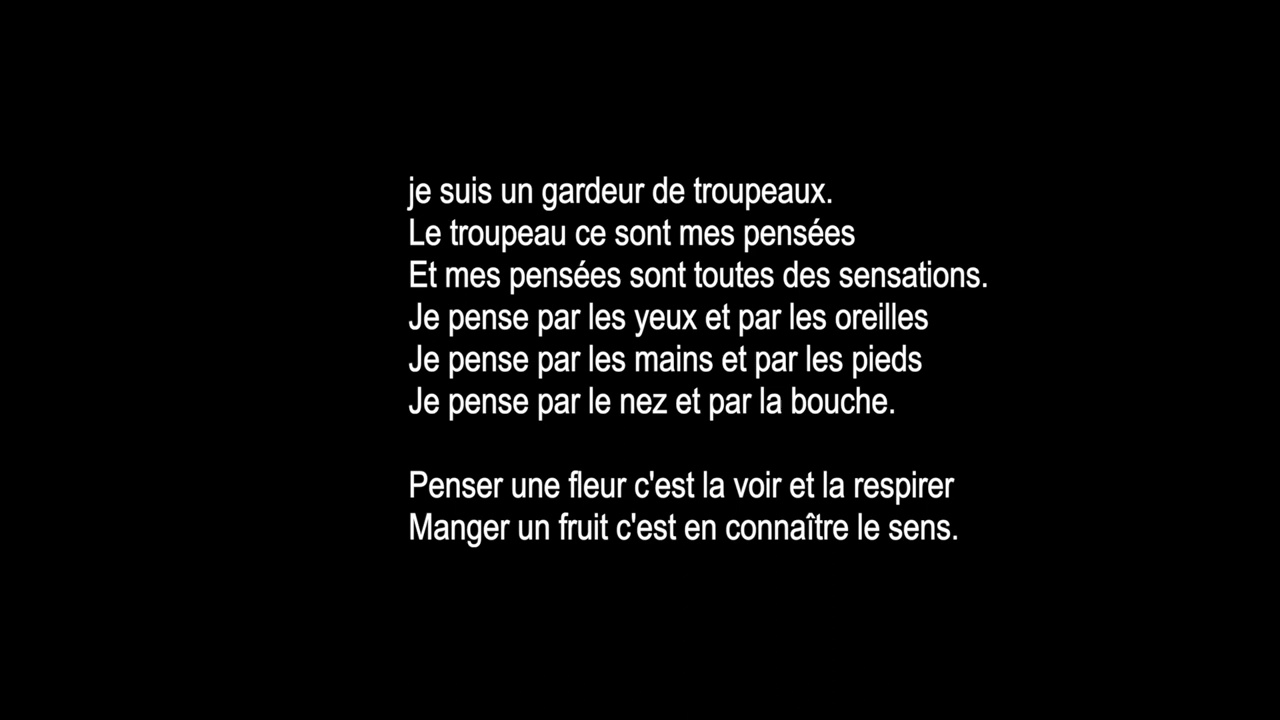 je suis un gardeur de troupeaux.
Le troupeau ce sont mes pensées
Et mes pensées sont toutes des sensations.
Je pense par les yeux et par les oreilles
Je pense par les mains et par les pieds
Je pense par le nez et par la bouche.
Penser une fleur c'est la voir et la respirer
Manger un fruit c'est en connaître le sens.